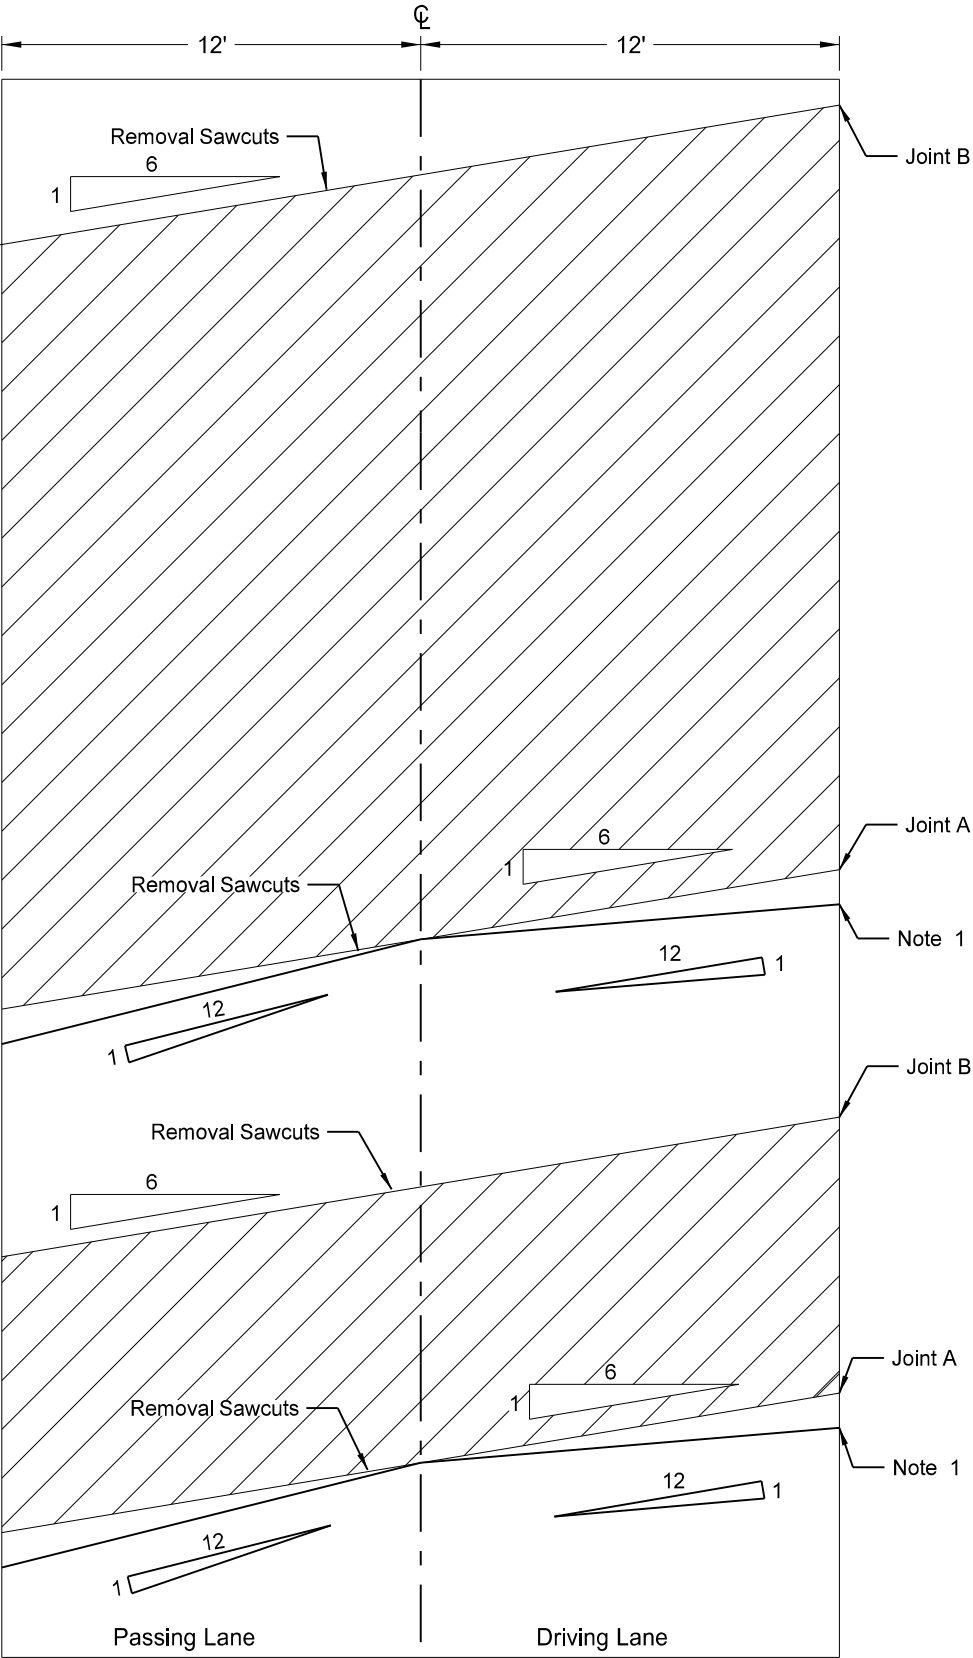 ℄
12' 12'
Removal Sawcuts
6
1
Joint B
Joint A
6
1
Removal Sawcuts
Note 1
12
1
12
1
Joint B
Removal Sawcuts
6
1
Joint A
6
1
Removal Sawcuts
Note 1
12
1
12
1
Passing Lane Driving Lane